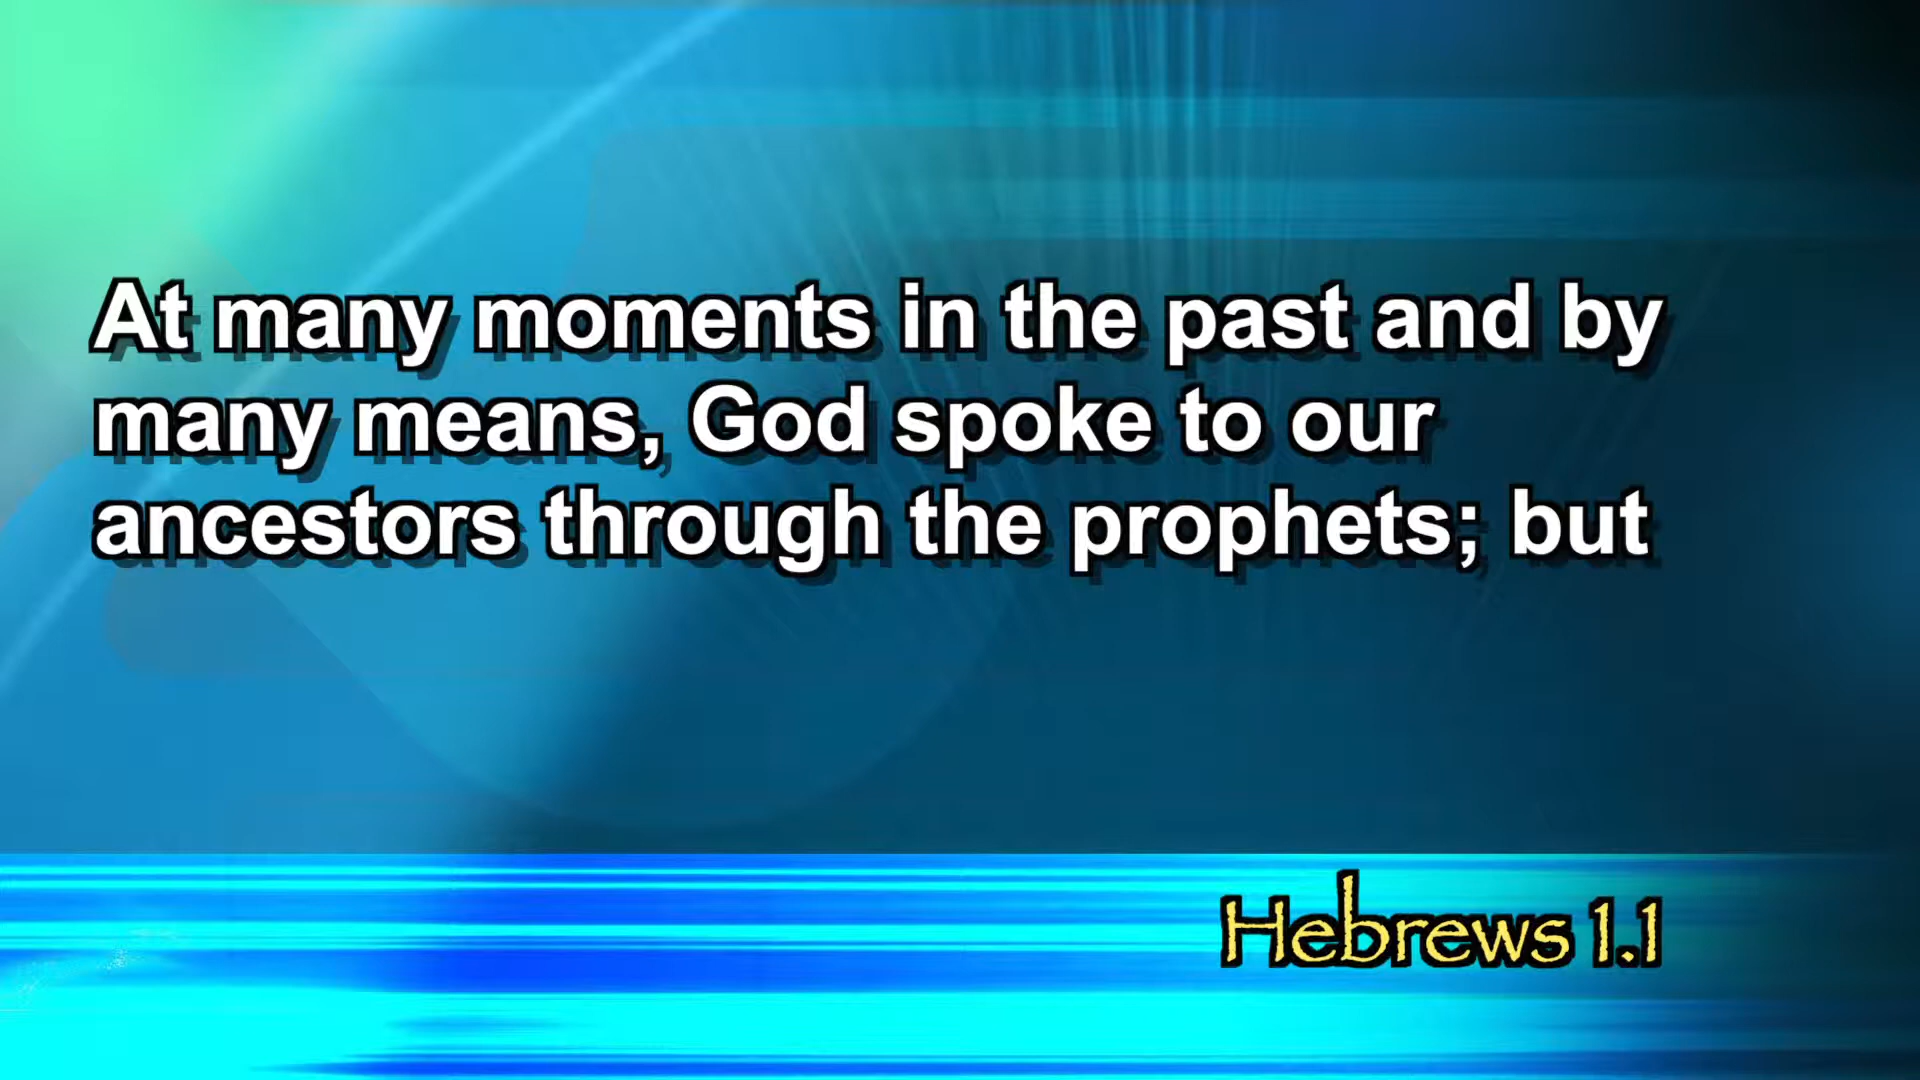 At many moments in the past and by
many means, God spoke to our
ancestors through the prophets; but
Hebrews 1.1